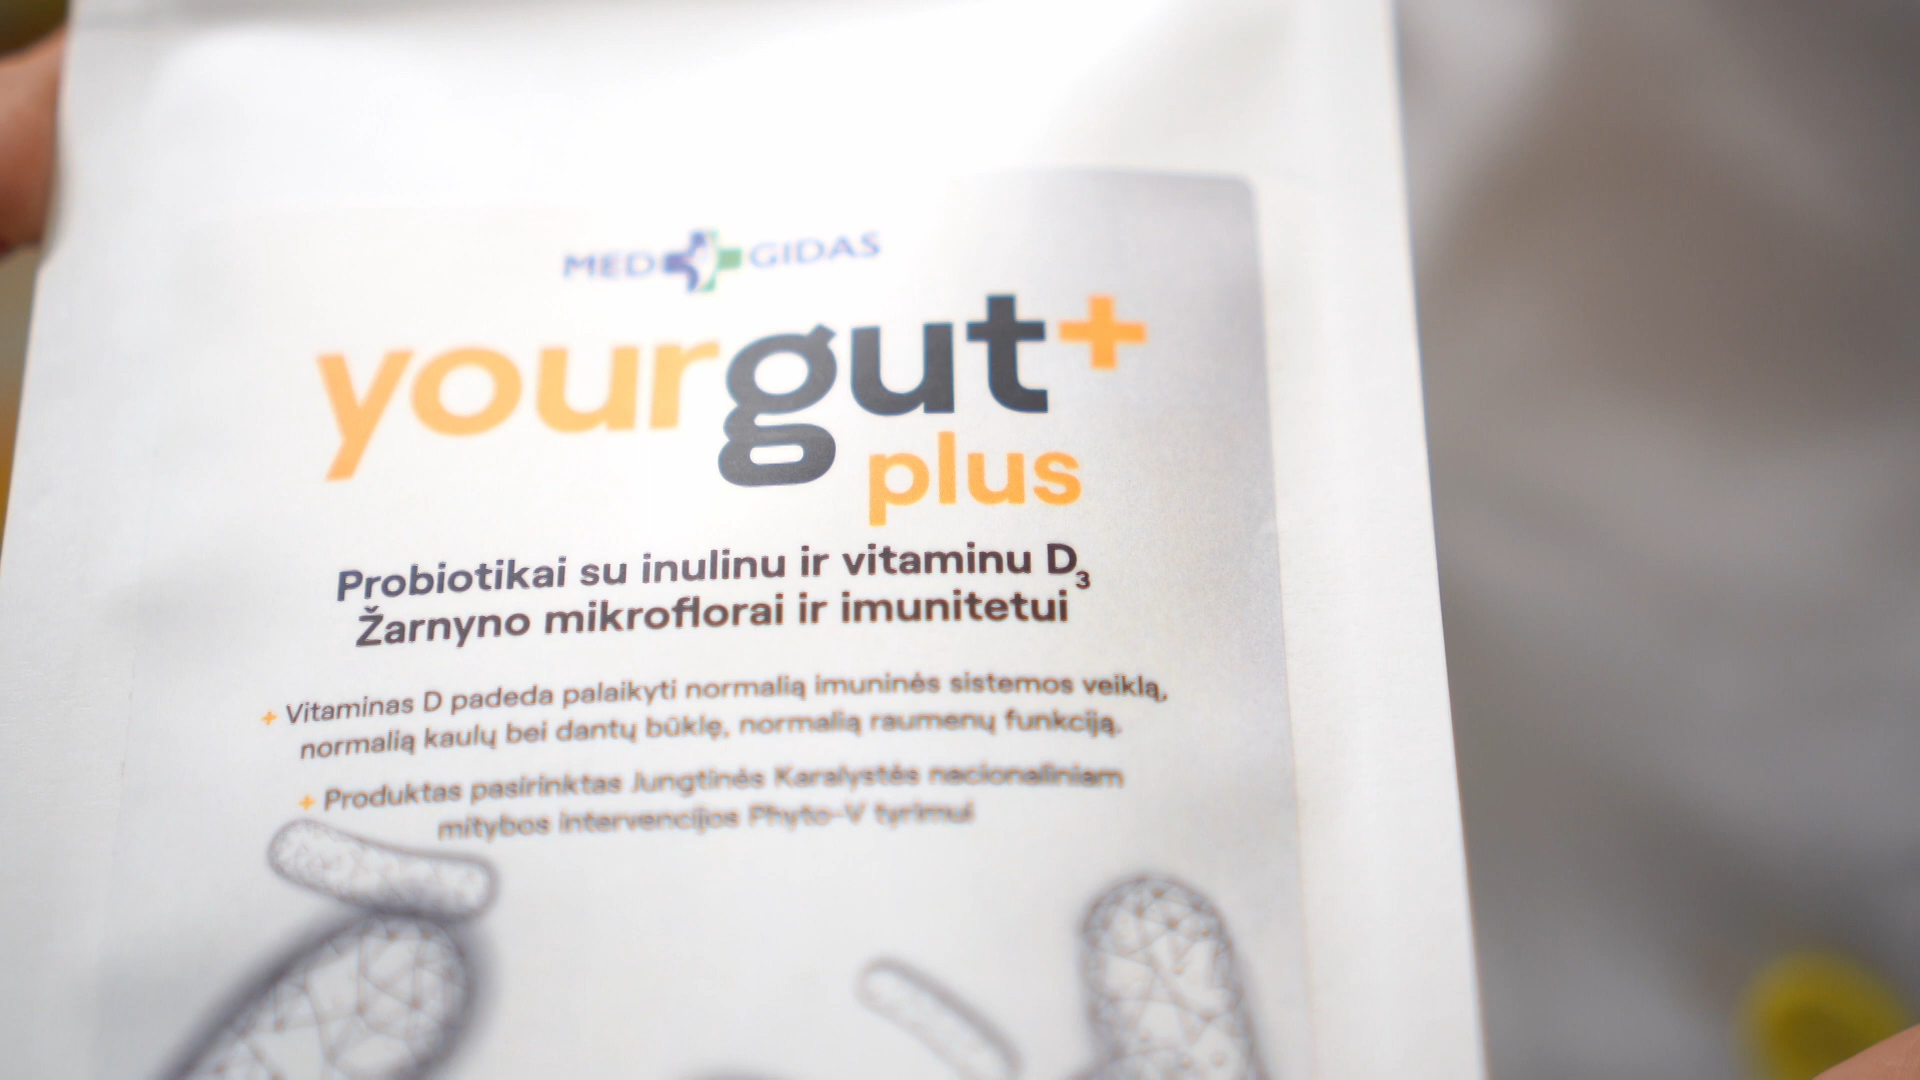 MED GIDAS
yourgut+
plus
Probiotikai su inulinu ir vitaminu D₃
Žarnyno mikroflorai ir imunitetui
+ Vitaminas D padeda palaikyti normalią imuninės sistemos veiklą,
normalią kaulų bei dantų būklę, normalią raumenų funkciją.
+ Produktas pasirinktas Jungtinės Karalystės nacionaliniam
mitybos intervencijos Phyto-V tyrimui